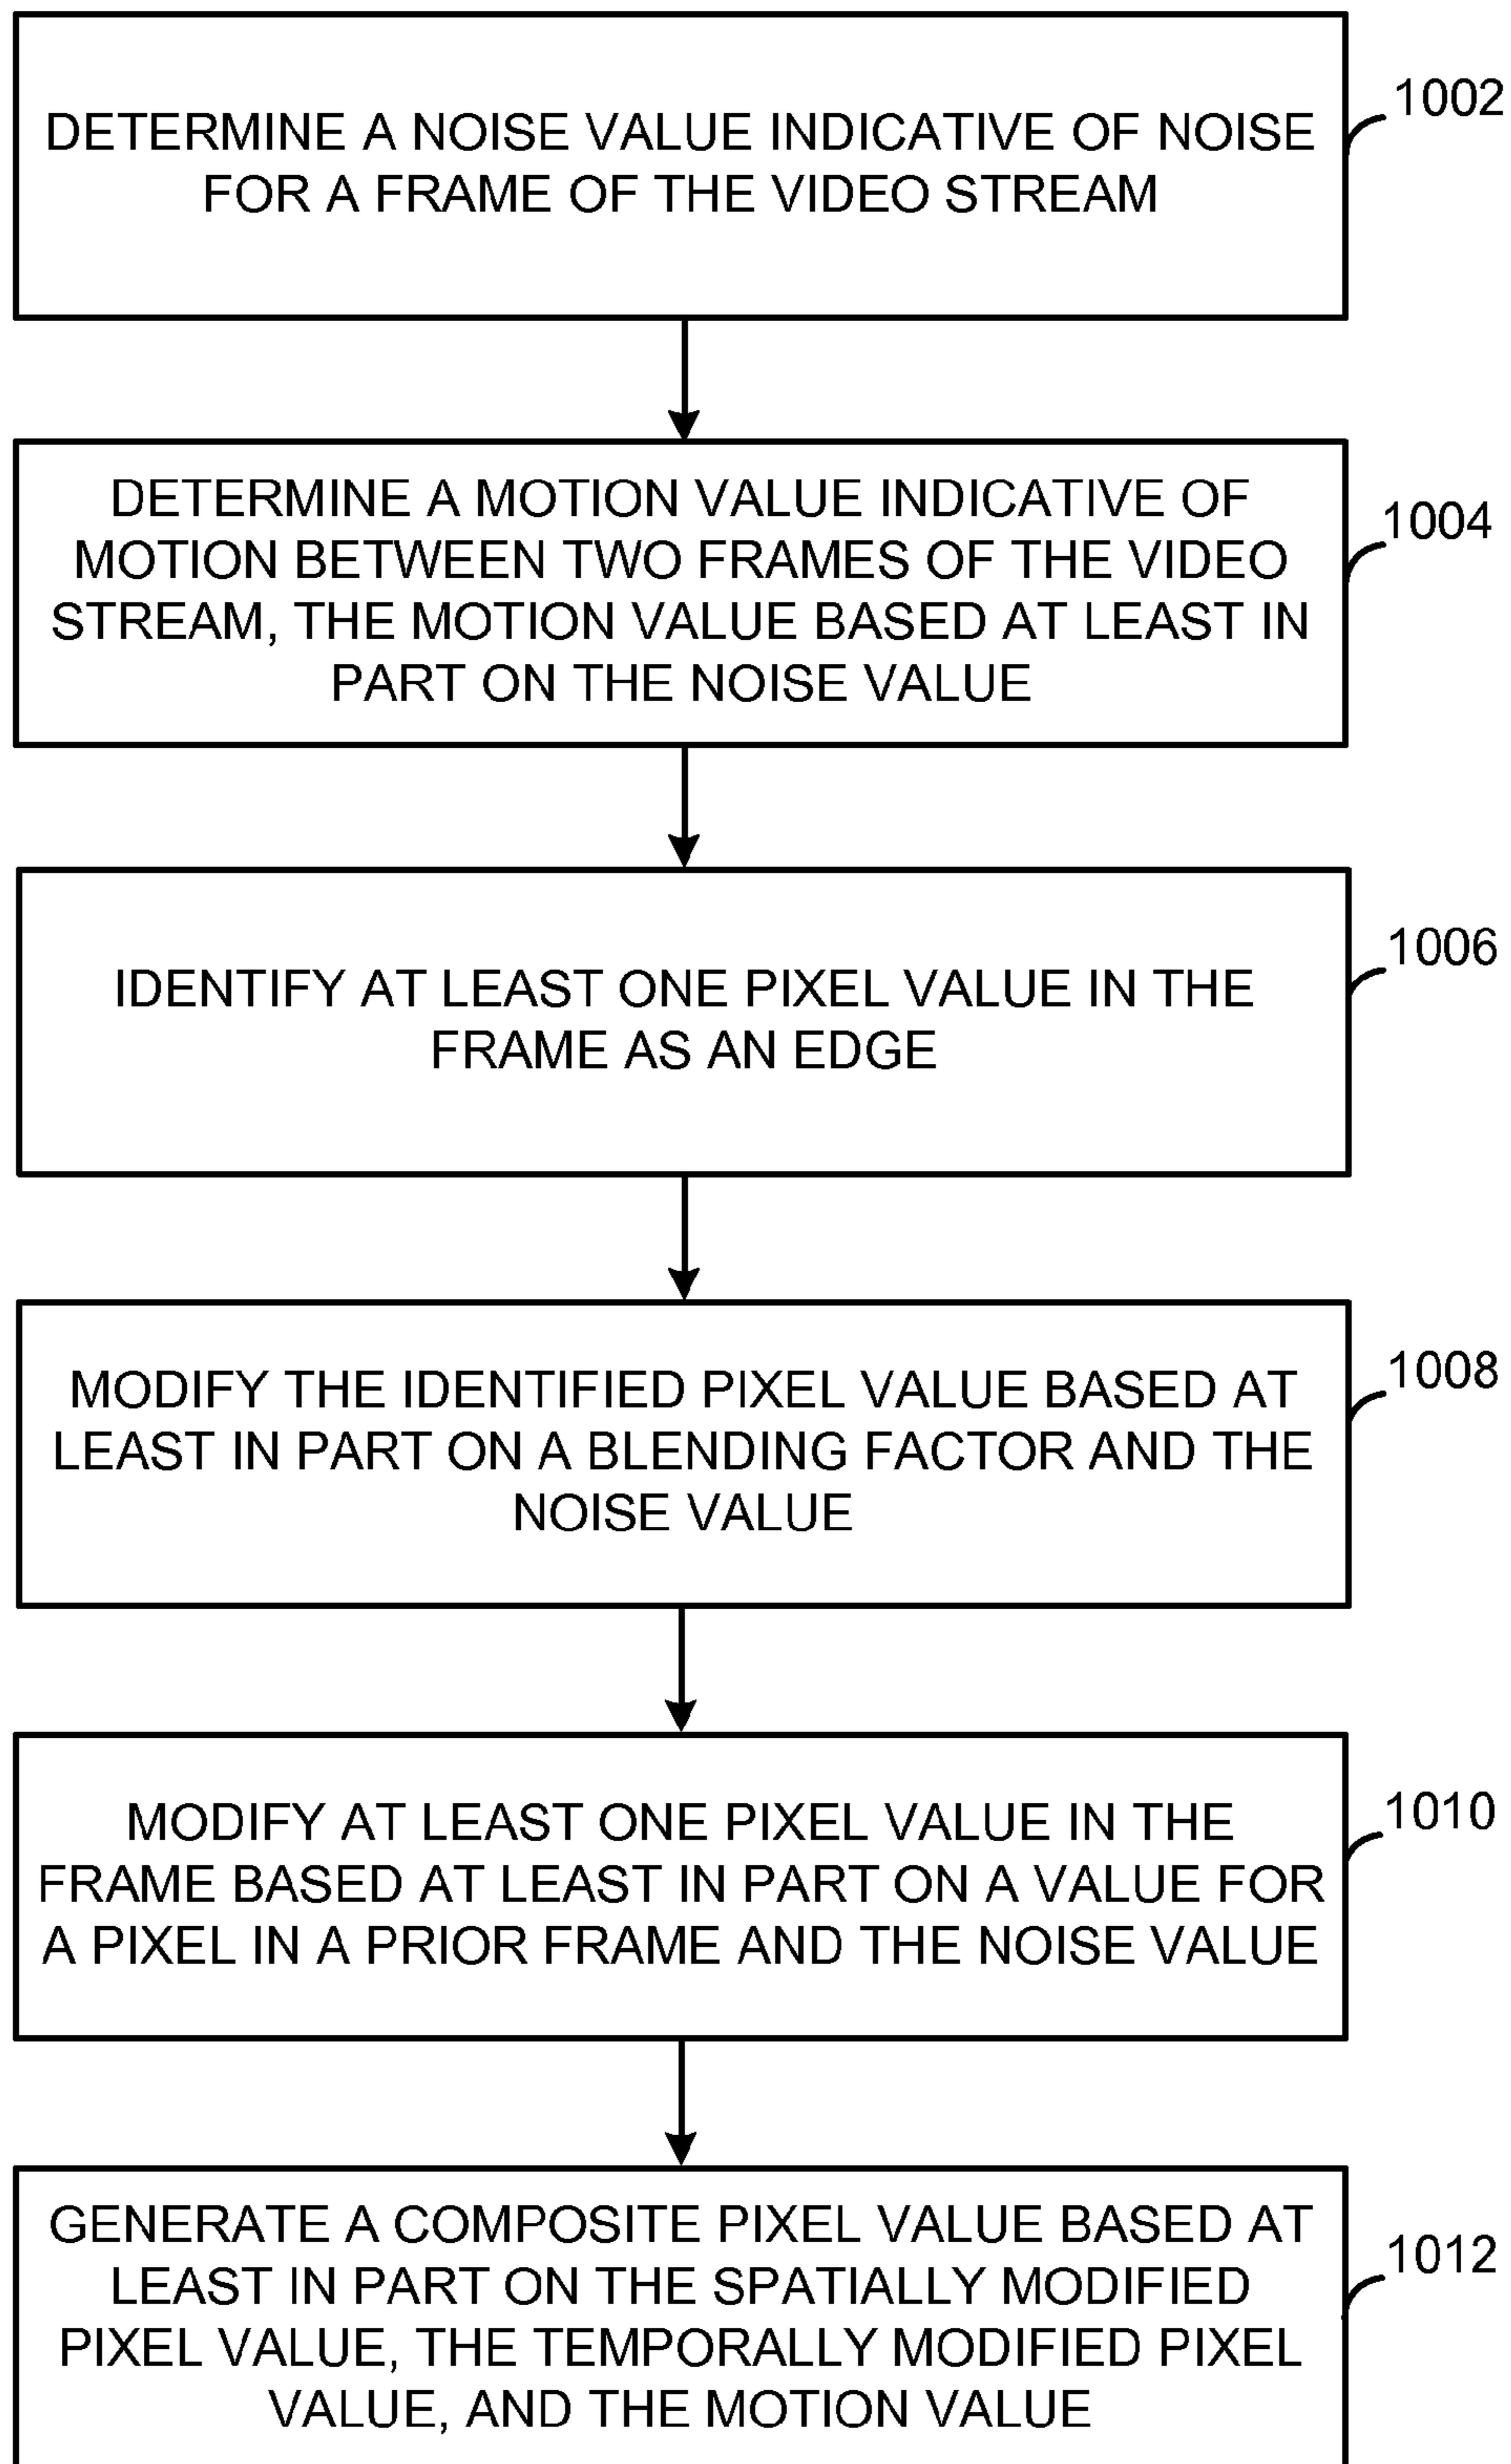 DETERMINE A NOISE VALUE INDICATIVE OF NOISE
FOR A FRAME OF THE VIDEO STREAM
1002
DETERMINE A MOTION VALUE INDICATIVE OF
MOTION BETWEEN TWO FRAMES OF THE VIDEO
STREAM, THE MOTION VALUE BASED AT LEAST IN
PART ON THE NOISE VALUE
1004
IDENTIFY AT LEAST ONE PIXEL VALUE IN THE
FRAME AS AN EDGE
1006
MODIFY THE IDENTIFIED PIXEL VALUE BASED AT
LEAST IN PART ON A BLENDING FACTOR AND THE
NOISE VALUE
1008
MODIFY AT LEAST ONE PIXEL VALUE IN THE
FRAME BASED AT LEAST IN PART ON A VALUE FOR
A PIXEL IN A PRIOR FRAME AND THE NOISE VALUE
1010
GENERATE A COMPOSITE PIXEL VALUE BASED AT
LEAST IN PART ON THE SPATIALLY MODIFIED
PIXEL VALUE, THE TEMPORALLY MODIFIED PIXEL
VALUE, AND THE MOTION VALUE
1012